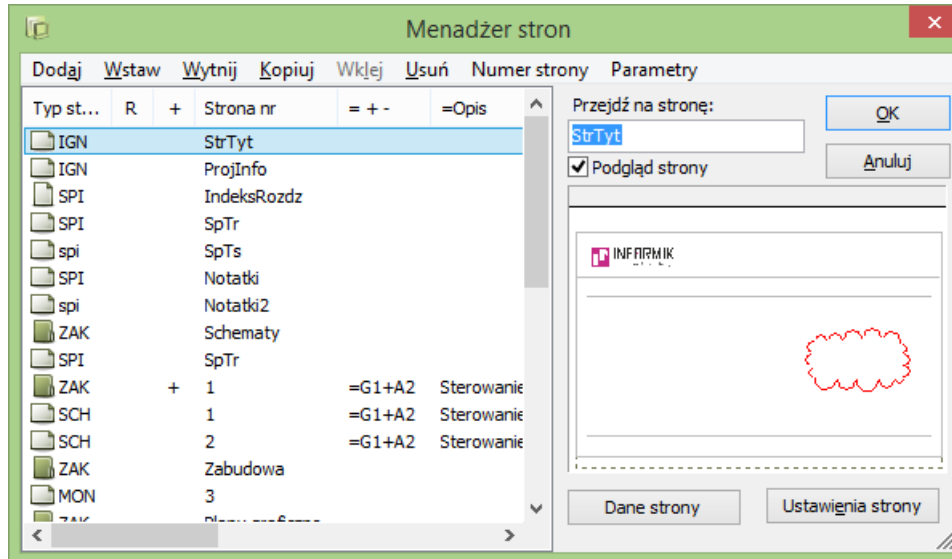 Menadżer stron
Dodaj Wstaw Wytnij Kopiuj Wklej Usuń Numer strony Parametry
Typ st... R + Strona nr = + - =Opis
IGN StrTyt
IGN ProjInfo
SPI IndeksRozdz
SPI SpTr
spi SpTs
SPI Notatki
spi Notatki2
ZAK Schematy
SPI SpTr
ZAK + 1 =G1+A2 Sterowanie
SCH 1 =G1+A2 Sterowanie
SCH 2 =G1+A2 Sterowanie
ZAK Zabudowa
MON 3
Przejdź na stronę:
StrTyt
Podgląd strony
OK
Anuluj
INFARMIK
Dane strony
Ustawienia strony